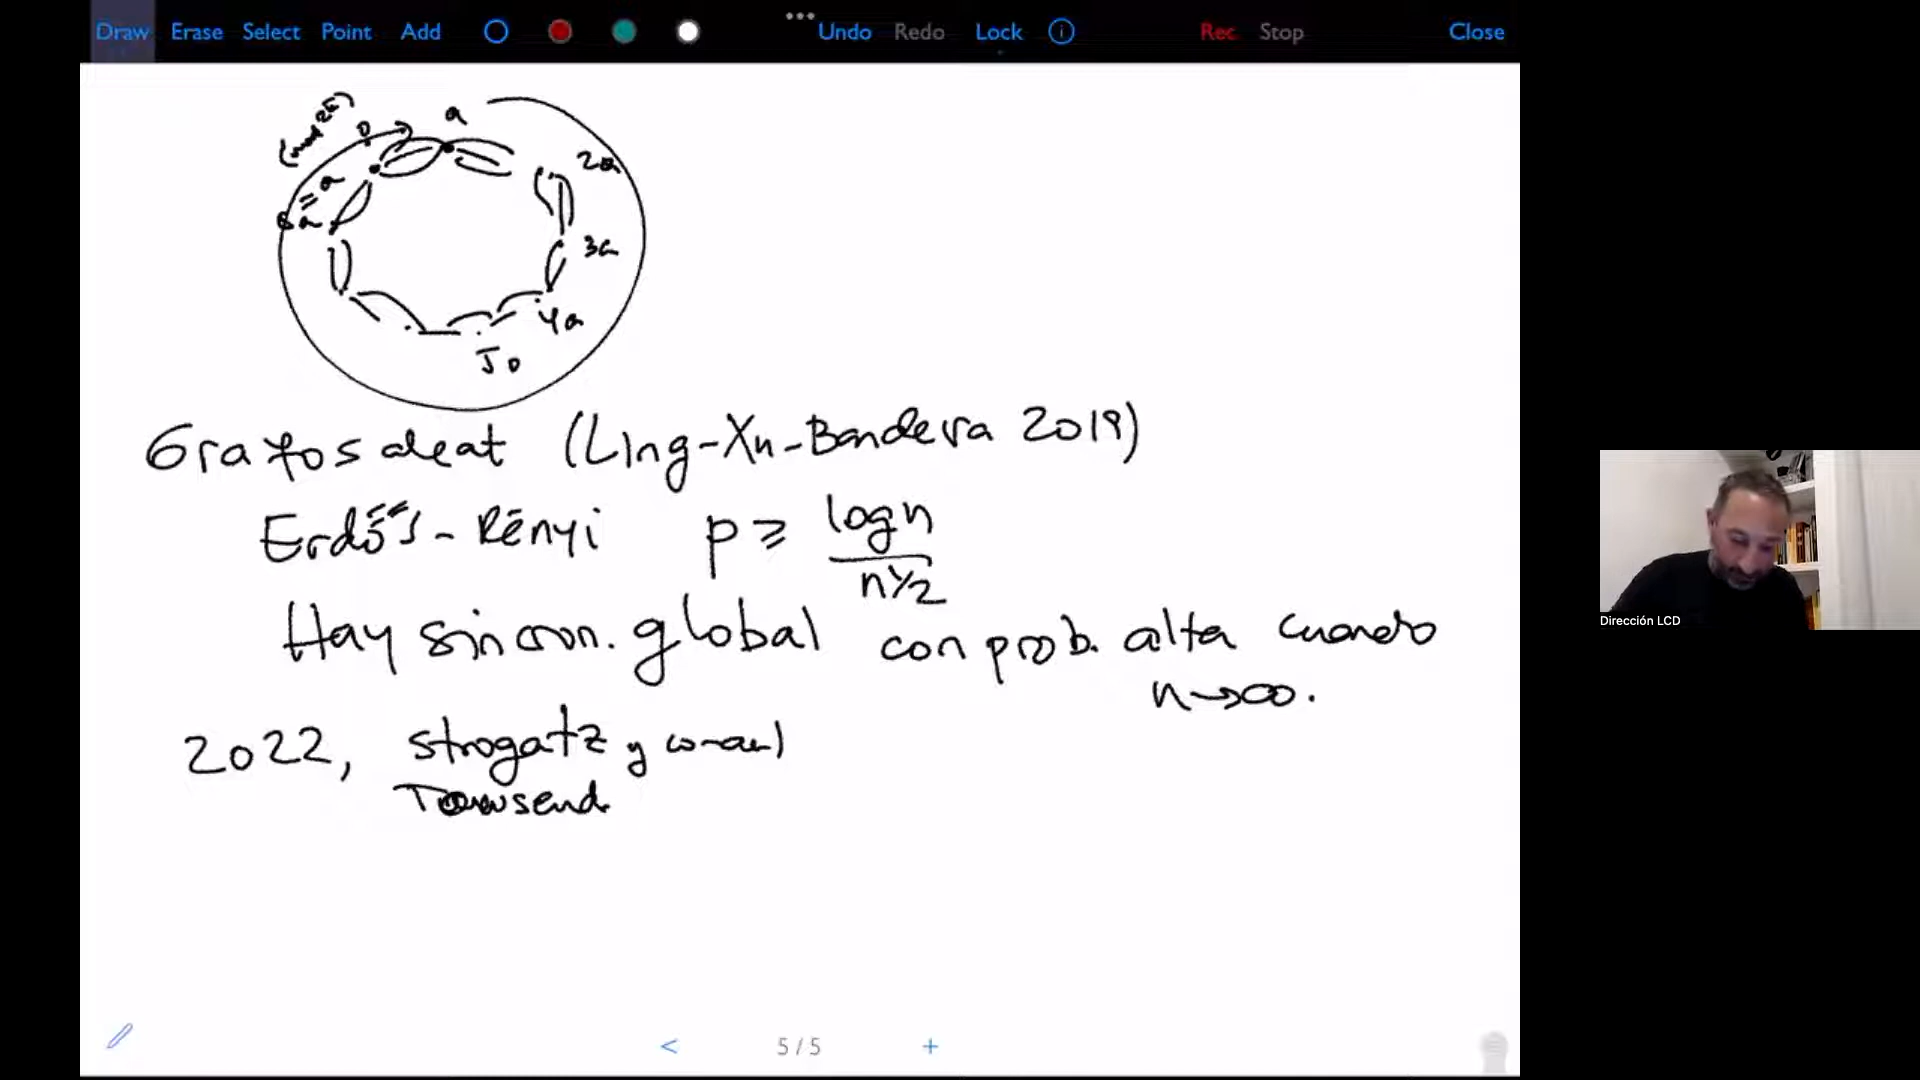 Draw Erase Select Point Add Undo Redo Lock Rec Stop Close
(mod 2π)
0 a
2a
= a
6a
3a
4a
Grafos aleat (Ling-Xu-Bandeira 2019)
Erdős - Rényi p ≥ log n / n^1/2
Hay sincron. global con prob. alta cuando
n → ∞.
2022, Strogatz y
Towsend
Dirección LCD
< 5 / 5 +